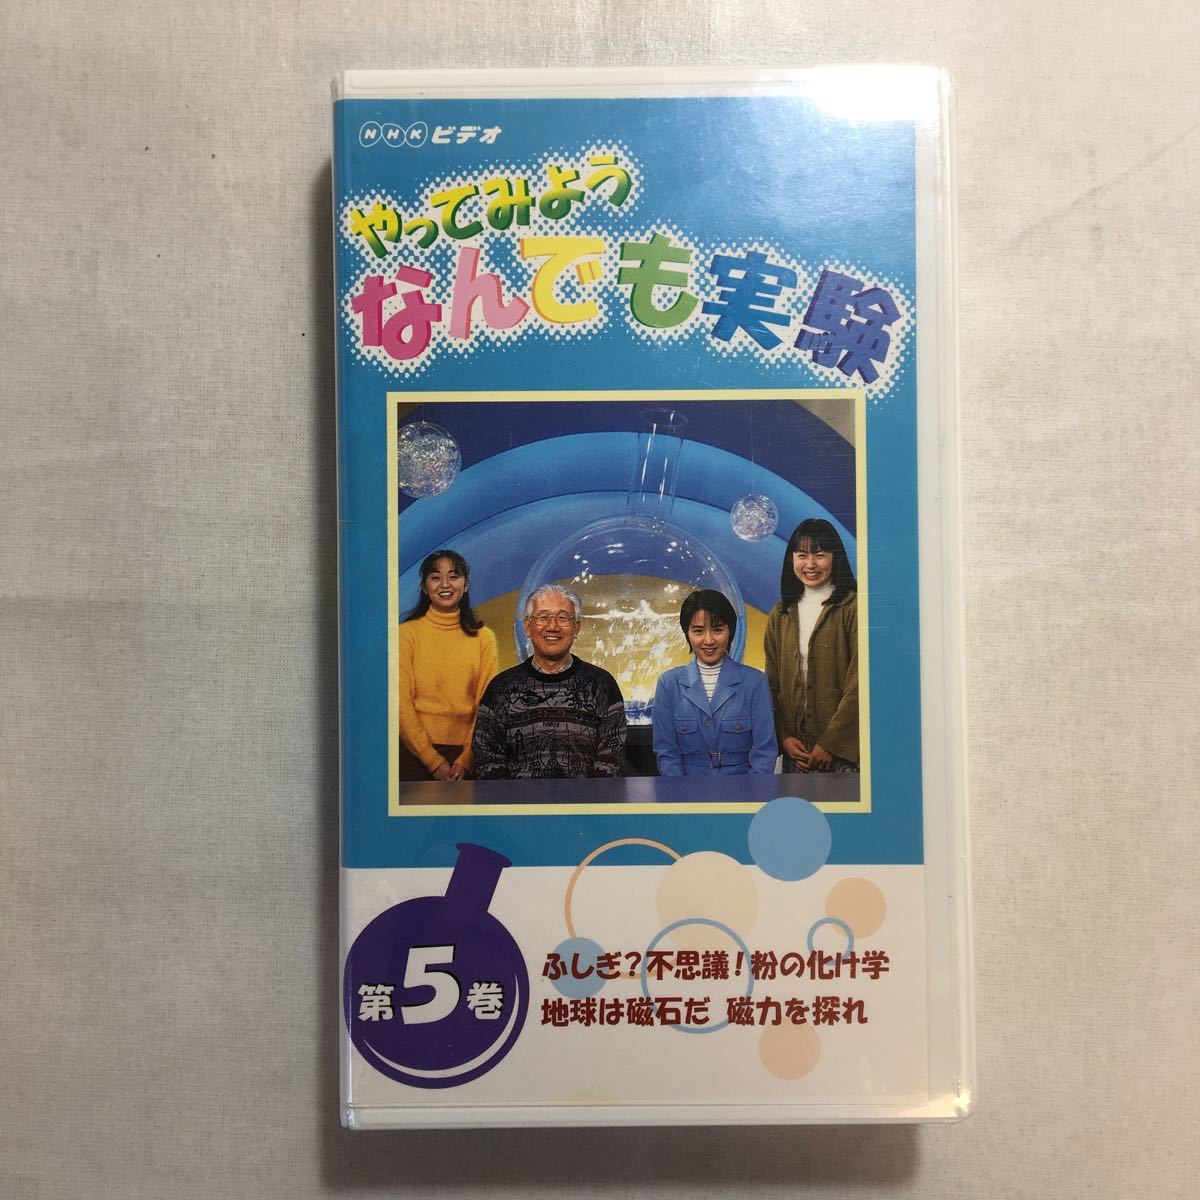 NHKビデオ
やってみよう
なんでも実験
第5巻
ふしぎ?不思議!粉の化け学
地球は磁石だ 磁力を探れ